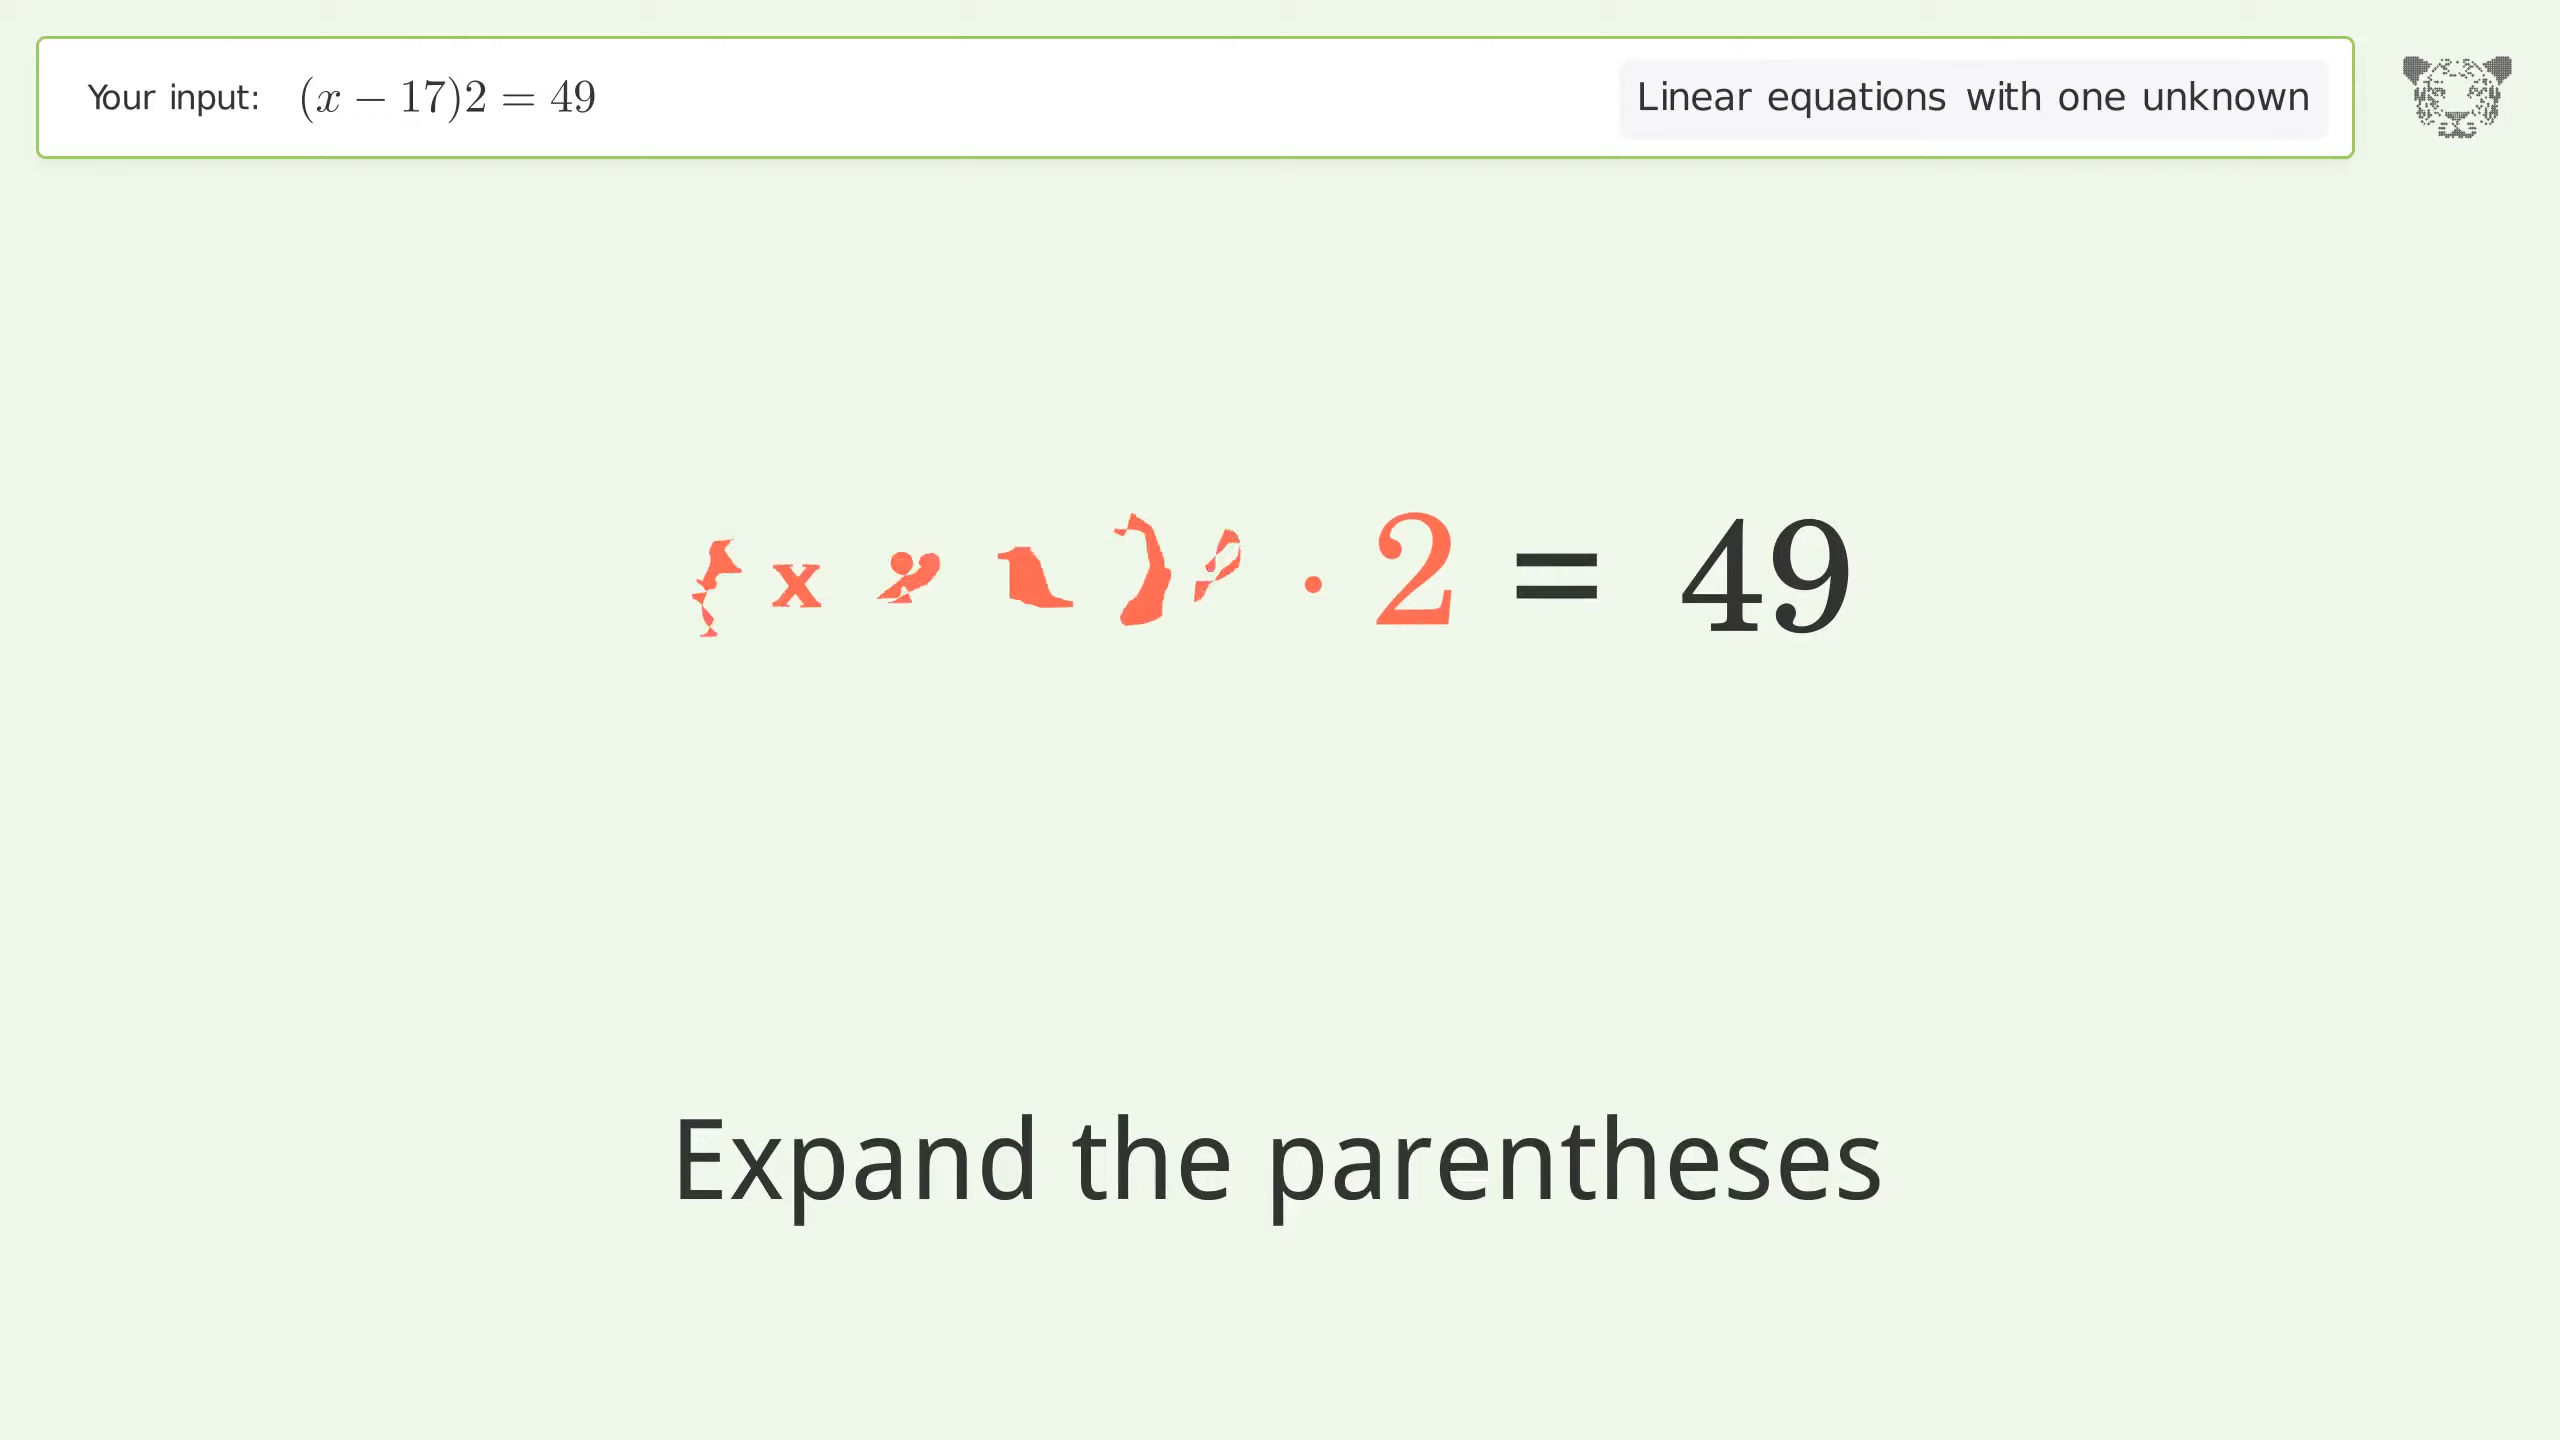 Your input: (x − 17)2 = 49
Linear equations with one unknown
x · 2 = 49
Expand the parentheses